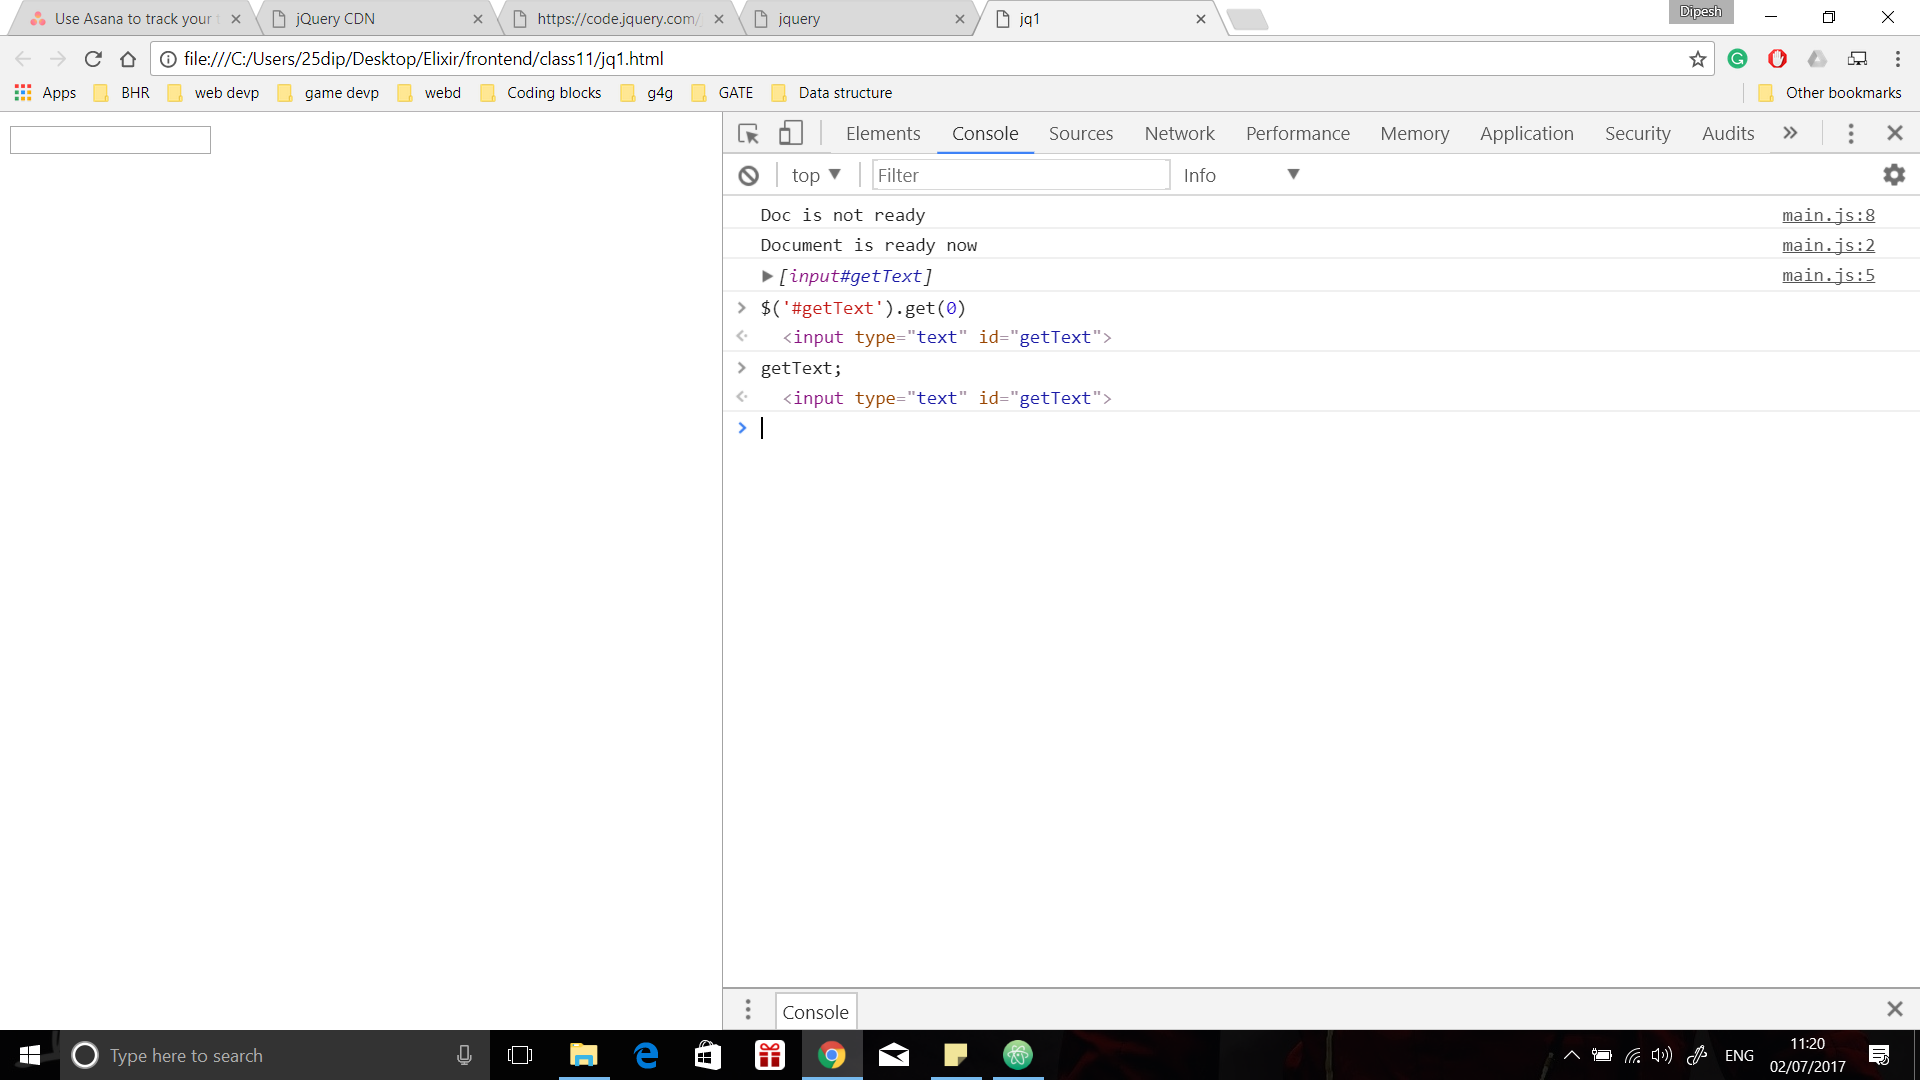 Use Asana to track your t
jQuery CDN
https://code.jquery.com/
jquery
jq1
Dipesh
file:///C:/Users/25dip/Desktop/Elixir/frontend/class11/jq1.html
Apps
BHR
web devp
game devp
webd
Coding blocks
g4g
GATE
Data structure
Other bookmarks
Elements Console Sources Network Performance Memory Application Security Audits »
top ▼ Filter Info ▼
Doc is not ready main.js:8
Document is ready now main.js:2
▶[input#getText] main.js:5
> $('#getText').get(0)
<input type="text" id="getText">
> getText;
<input type="text" id="getText">
>
Console
Type here to search
ENG
11:20
02/07/2017